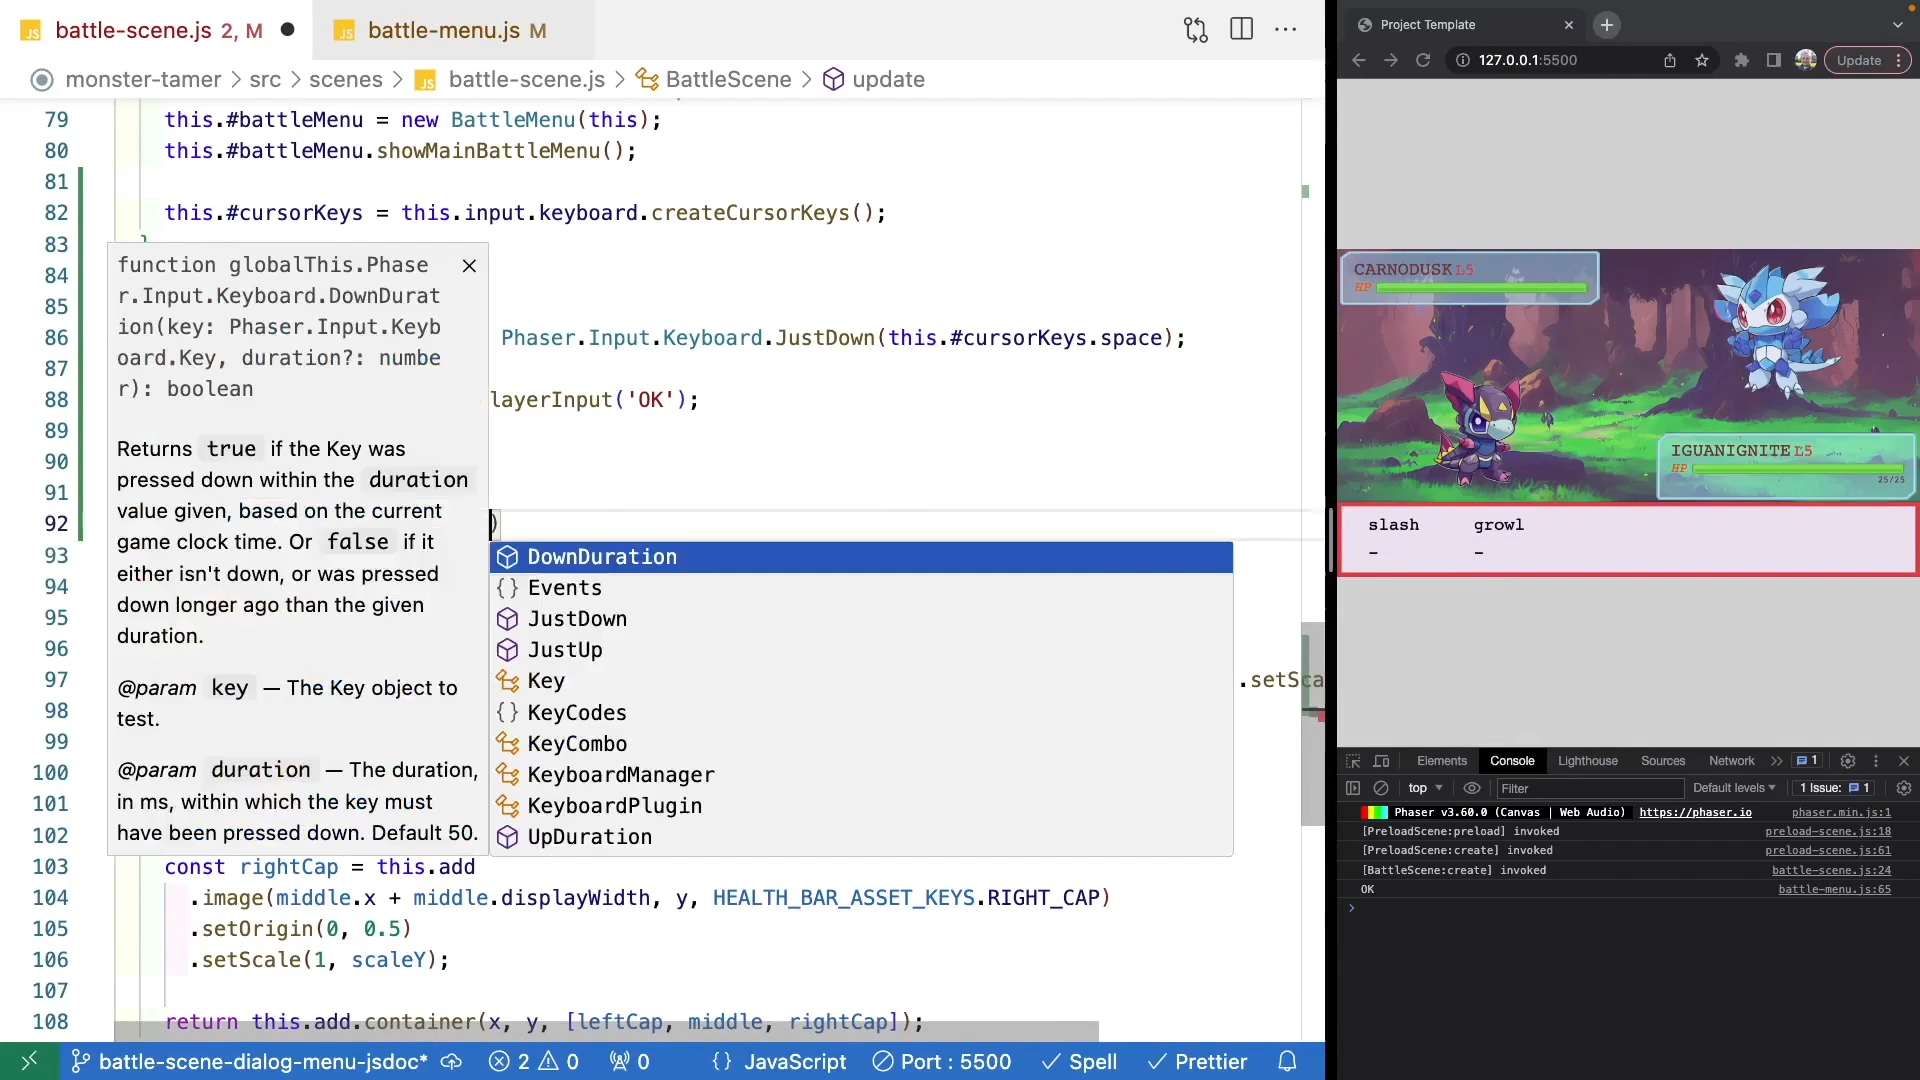 battle-scene.js 2, M
battle-menu.js M
monster-tamer > src > scenes > battle-scene.js > BattleScene > update
79 this.#battleMenu = new BattleMenu(this);
80 this.#battleMenu.showMainBattleMenu();
81
82 this.#cursorKeys = this.input.keyboard.createCursorKeys();
83
84
85
86 Phaser.Input.Keyboard.JustDown(this.#cursorKeys.space);
87
88 layerInput('OK');
89
90
91
92 )
93
94
95
96
97 .setSca
98
99
100
101
102
103 const rightCap = this.add
104 .image(middle.x + middle.displayWidth, y, HEALTH_BAR_ASSET_KEYS.RIGHT_CAP)
105 .setOrigin(0, 0.5)
106 .setScale(1, scaleY);
107
108 return this.add.container(x, y, [leftCap, middle, rightCap]);
function globalThis.Phase
r.Input.Keyboard.DownDurat
ion(key: Phaser.Input.Keyb
oard.Key, duration?: numbe
r): boolean
Returns true if the Key was
pressed down within the duration
value given, based on the current
game clock time. Or false if it
either isn't down, or was pressed
down longer ago than the given
duration.
@param key — The Key object to
test.
@param duration — The duration,
in ms, within which the key must
have been pressed down. Default 50.
DownDuration
Events
JustDown
JustUp
Key
KeyCodes
KeyCombo
KeyboardManager
KeyboardPlugin
UpDuration
battle-scene-dialog-menu-jsdoc* 2 0 0 {} JavaScript Port : 5500 Spell Prettier
Project Template
127.0.0.1:5500
Update
CARNODUSK L5
HP
IGUANIGNITE L5
HP
25/25
slash growl
- -
Elements Console Lighthouse Sources Network 1
top Filter Default levels 1 Issue: 1
Phaser v3.60.0 (Canvas | Web Audio) https://phaser.io phaser.min.js:1
[PreloadScene:preload] invoked preload-scene.js:18
[PreloadScene:create] invoked preload-scene.js:61
[BattleScene:create] invoked battle-scene.js:24
OK battle-menu.js:65